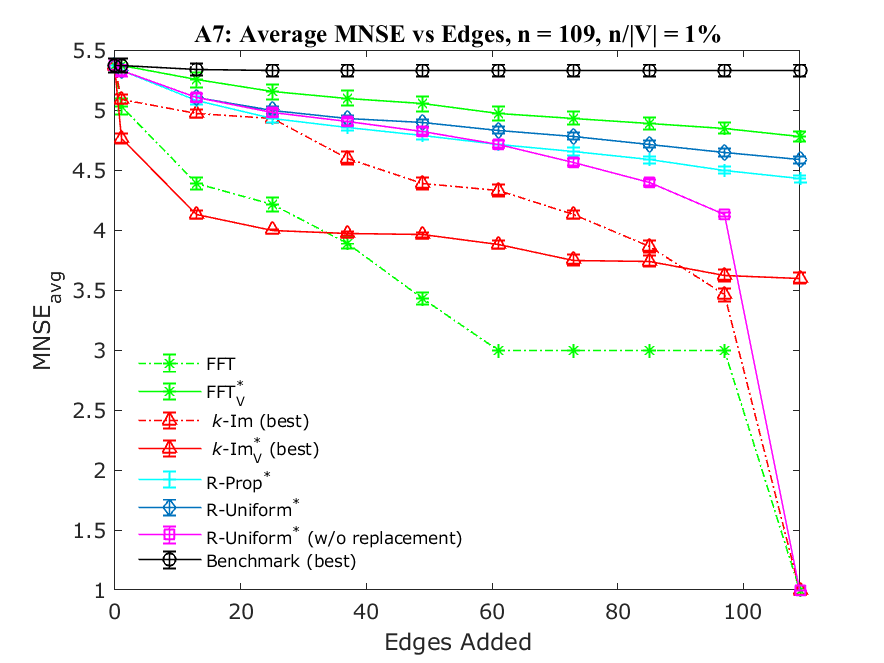 A7: Average MNSE vs Edges, n = 109, n/|V| = 1%
5.5
5
4.5
4
3.5
3
2.5
2
1.5
1
MNSE_avg
FFT
FFT*_V
k-Im (best)
k-Im*_V (best)
R-Prop*
R-Uniform*
R-Uniform* (w/o replacement)
Benchmark (best)
0 20 40 60 80 100
Edges Added